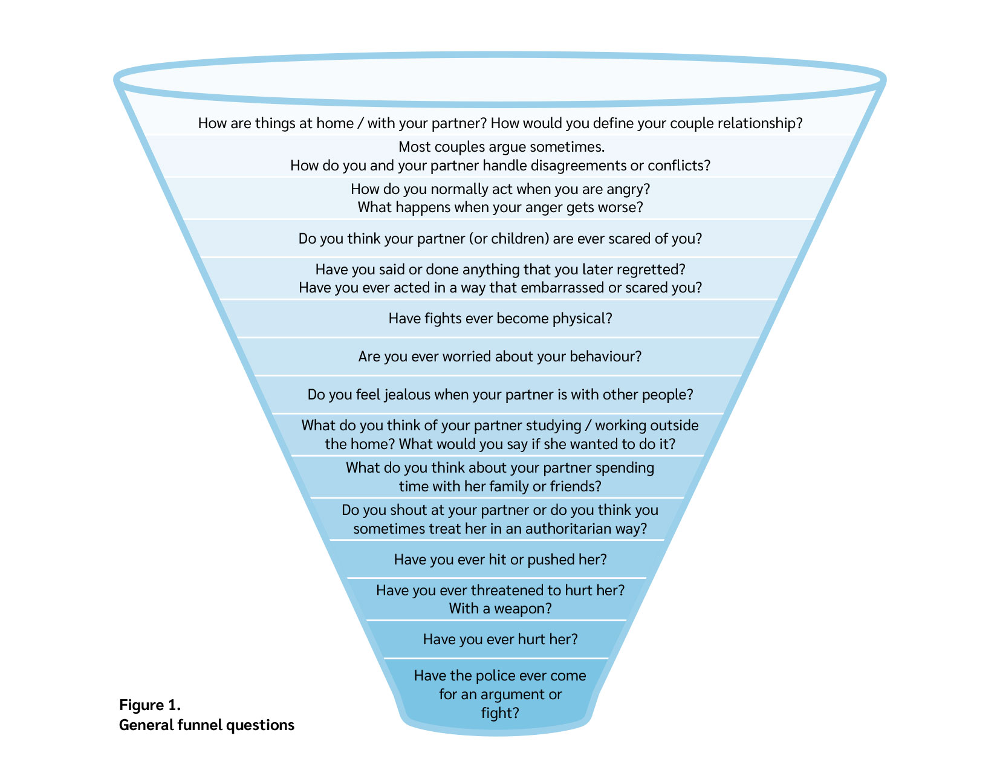 How are things at home / with your partner? How would you define your couple relationship?
Most couples argue sometimes.
How do you and your partner handle disagreements or conflicts?
How do you normally act when you are angry?
What happens when your anger gets worse?
Do you think your partner (or children) are ever scared of you?
Have you said or done anything that you later regretted?
Have you ever acted in a way that embarrassed or scared you?
Have fights ever become physical?
Are you ever worried about your behaviour?
Do you feel jealous when your partner is with other people?
What do you think of your partner studying / working outside
the home? What would you say if she wanted to do it?
What do you think about your partner spending
time with her family or friends?
Do you shout at your partner or do you think you
sometimes treat her in an authoritarian way?
Have you ever hit or pushed her?
Have you ever threatened to hurt her?
With a weapon?
Have you ever hurt her?
Have the police ever come
for an argument or
fight?
Figure 1.
General funnel questions